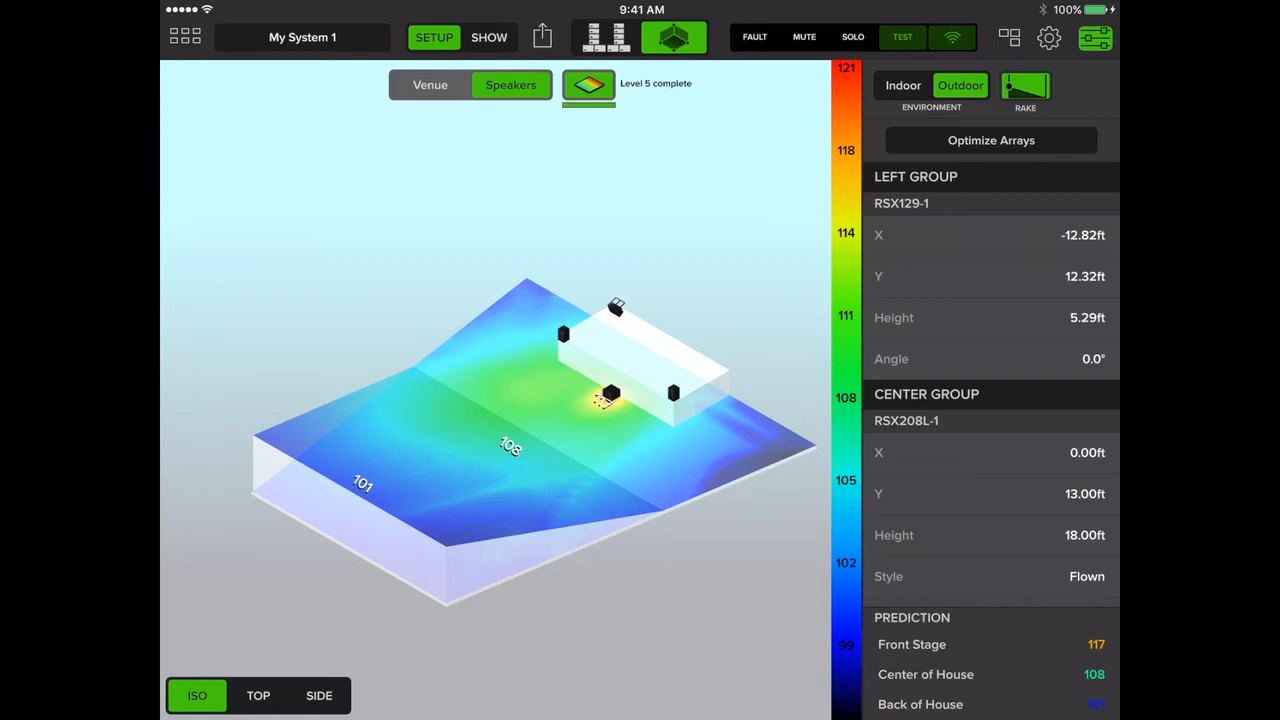 9:41 AM
100%
My System 1
SETUP
SHOW
FAULT
MUTE
SOLO
TEST
Venue
Speakers
Level 5 complete
121
118
114
111
108
105
102
99
Indoor
Outdoor
ENVIRONMENT
RAKE
Optimize Arrays
LEFT GROUP
RSX129-1
X -12.82ft
Y 12.32ft
Height 5.29ft
Angle 0.0°
CENTER GROUP
RSX208L-1
X 0.00ft
Y 13.00ft
Height 18.00ft
Style Flown
PREDICTION
Front Stage 117
Center of House 108
Back of House 101
108
101
ISO
TOP
SIDE